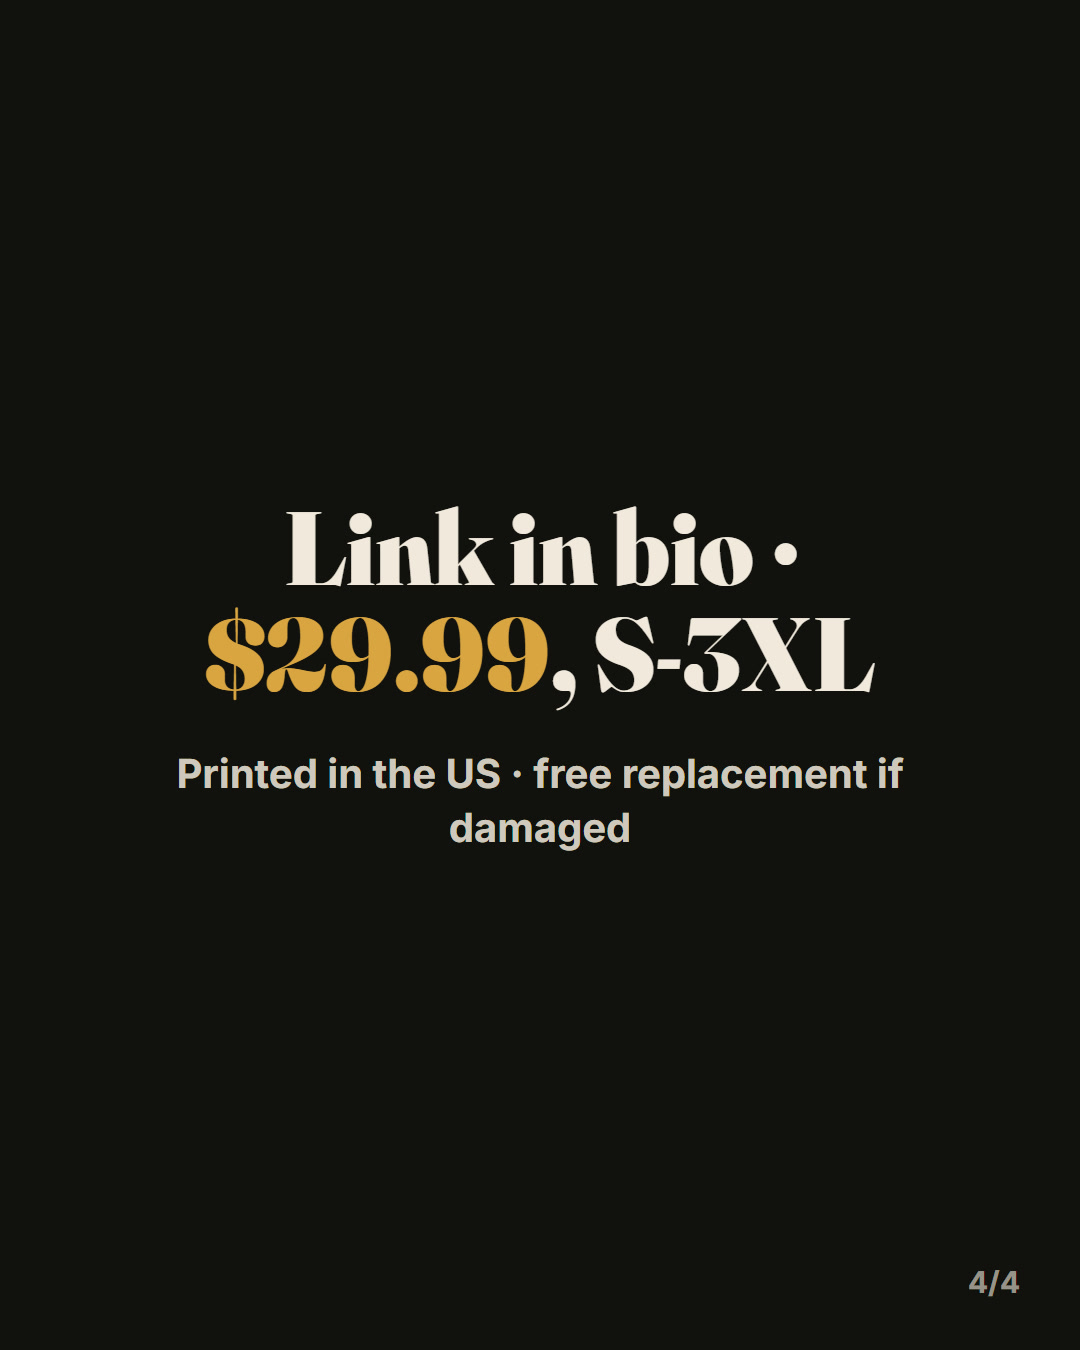 Link in bio ·
$29.99, S-3XL
Printed in the US · free replacement if
damaged
4/4